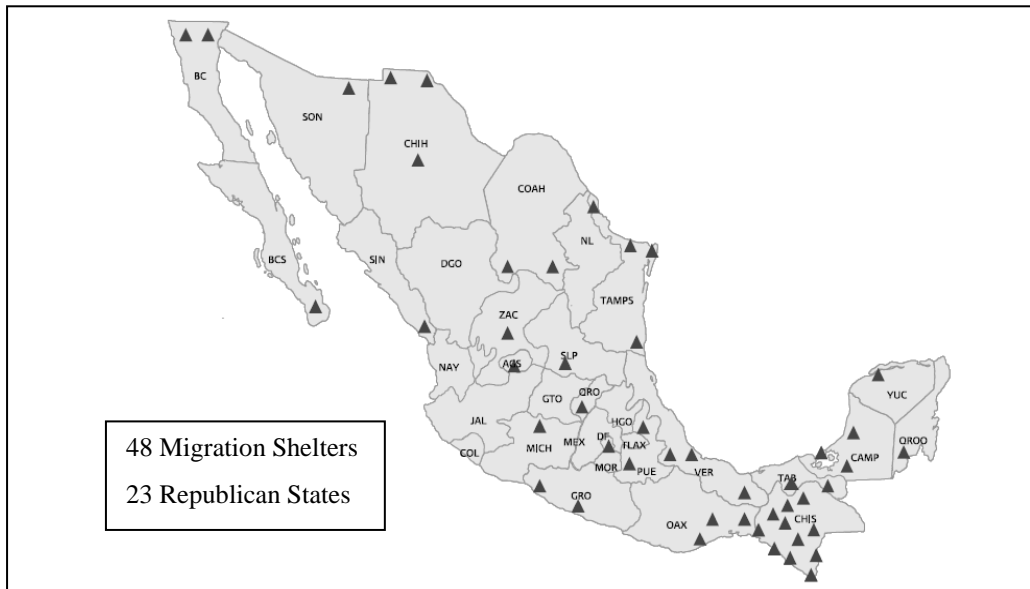 BC
SON
CHIH
COAH
BCS
SIN
DGO
NL
TAMPS
ZAC
NAY
AGS
SLP
GTO
QRO
HGO
JAL
COL
MICH
MEX
DF
TLAX
MOR
PUE
VER
GRO
OAX
TAB
CHIS
CAMP
YUC
QROO
48 Migration Shelters
23 Republican States